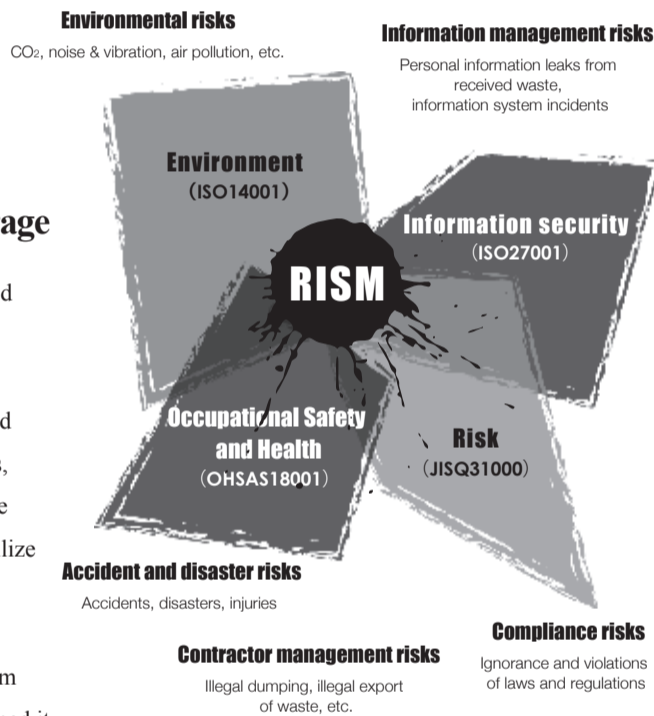 Environmental risks
CO2, noise & vibration, air pollution, etc.
Information management risks
Personal information leaks from
received waste,
information system incidents
Environment
(ISO14001)
Information security
(ISO27001)
RISM
Occupational Safety
and Health
(OHSAS18001)
Risk
(JISQ31000)
Accident and disaster risks
Accidents, disasters, injuries
Contractor management risks
Illegal dumping, illegal export
of waste, etc.
Compliance risks
Ignorance and violations
of laws and regulations